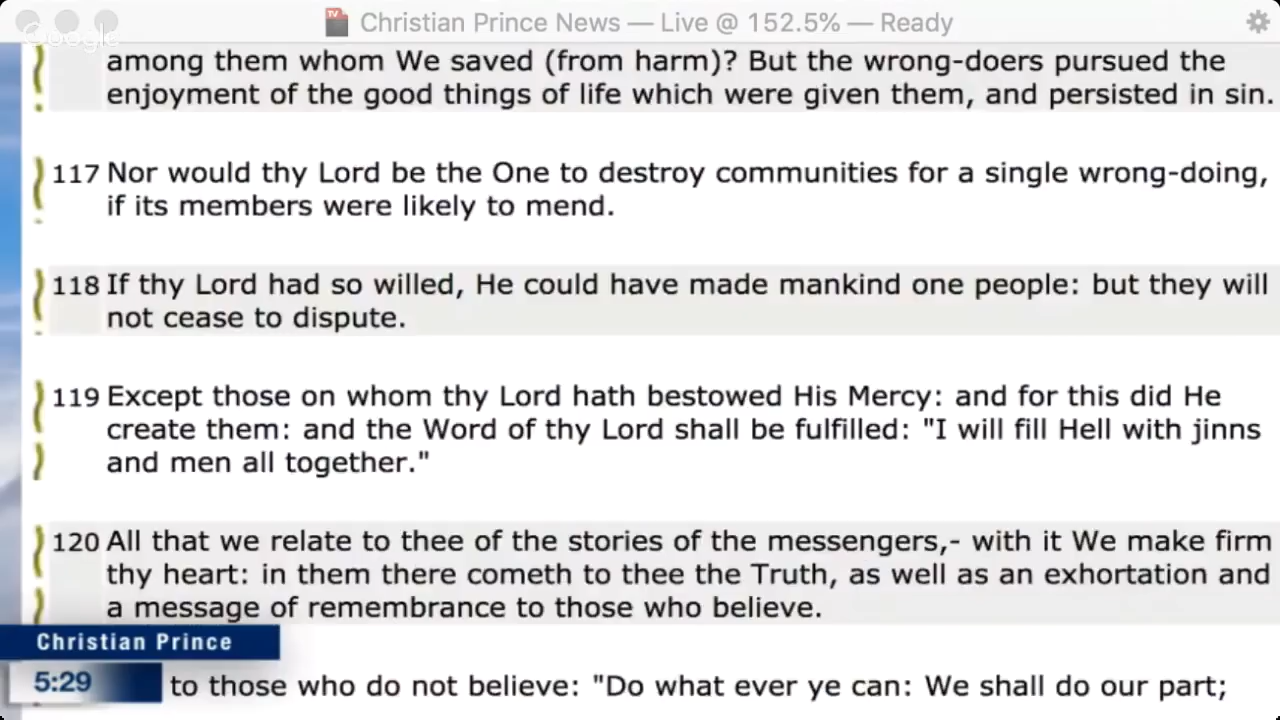 Christian Prince News — Live @ 152.5% — Ready
Google
among them whom We saved (from harm)? But the wrong-doers pursued the
enjoyment of the good things of life which were given them, and persisted in sin.
117 Nor would thy Lord be the One to destroy communities for a single wrong-doing,
if its members were likely to mend.
118 If thy Lord had so willed, He could have made mankind one people: but they will
not cease to dispute.
119 Except those on whom thy Lord hath bestowed His Mercy: and for this did He
create them: and the Word of thy Lord shall be fulfilled: "I will fill Hell with jinns
and men all together."
120 All that we relate to thee of the stories of the messengers,- with it We make firm
thy heart: in them there cometh to thee the Truth, as well as an exhortation and
a message of remembrance to those who believe.
Christian Prince
5:29
to those who do not believe: "Do what ever ye can: We shall do our part;